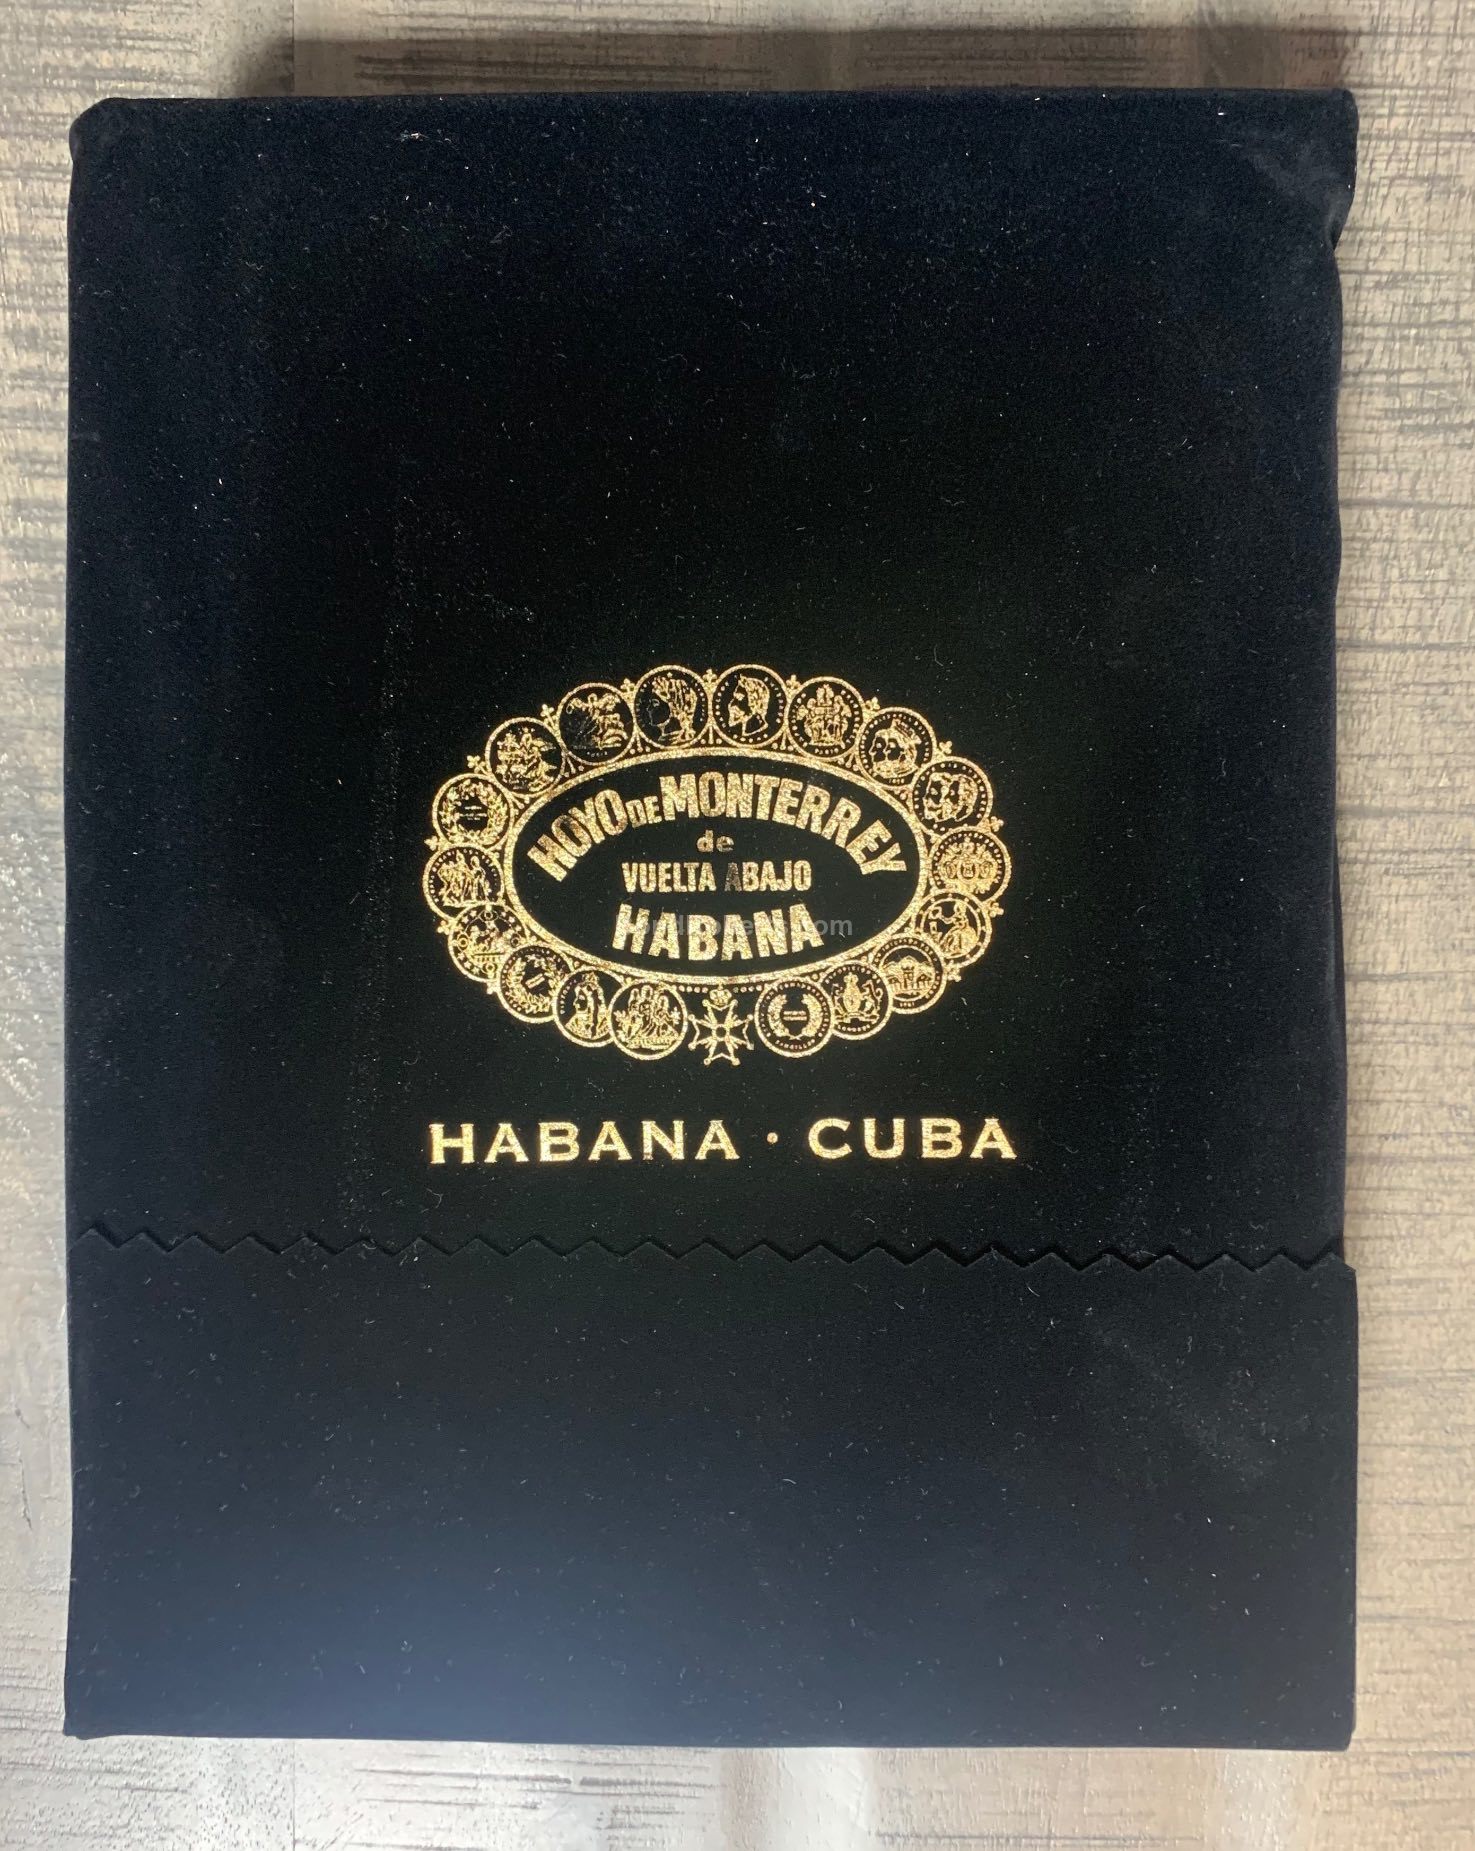 HOYO DE MONTERREY
de
VUELTA ABAJO
HABANA
HABANA · CUBA